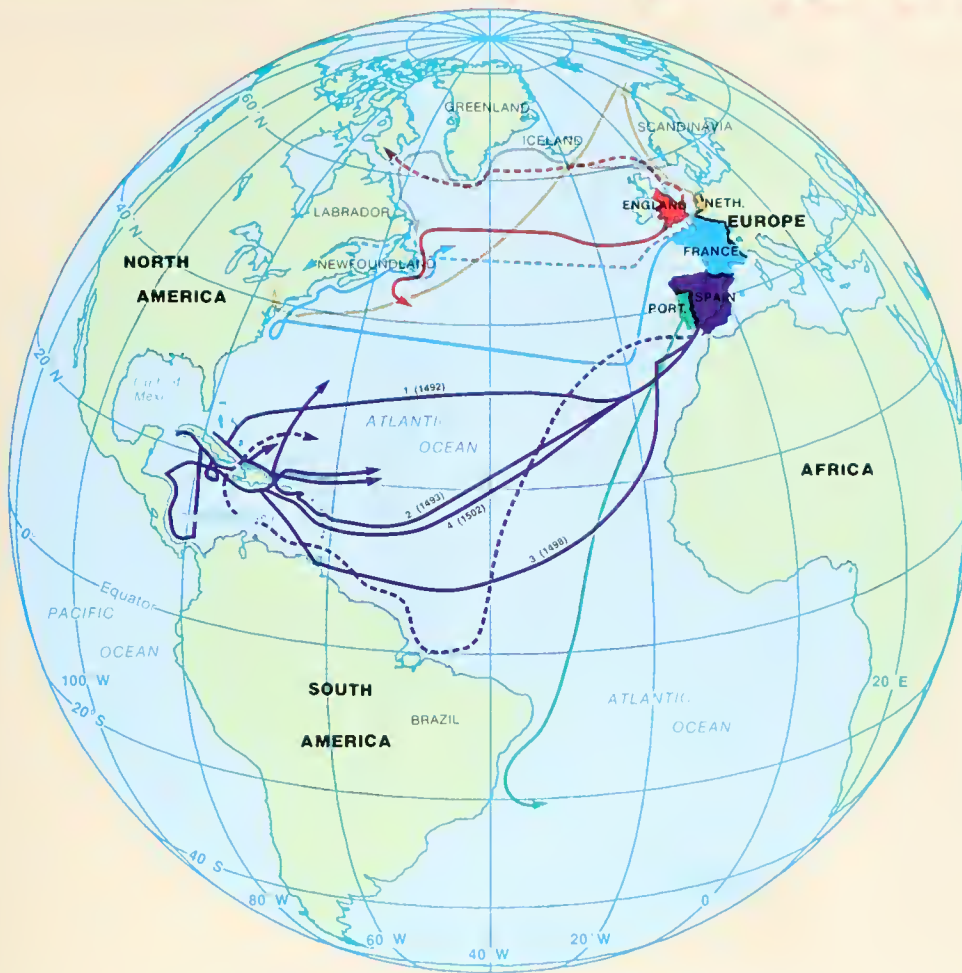 GREENLAND
SCANDINAVIA
ICELAND
60 N
ENGLAND
NETH.
LABRADOR
EUROPE
40 N
FRANCE
NEWFOUNDLAND
NORTH
AMERICA
SPAIN
PORT.
20 N
1 (1492)
ATLANTIC
OCEAN
AFRICA
2 (1493)
4 (1502)
3 (1498)
0°
Equator
PACIFIC
OCEAN
100 W
20° S
SOUTH
AMERICA
BRAZIL
ATLANTIC
OCEAN
20 E
40 S
80 W
60 W
40 W
20° W
0